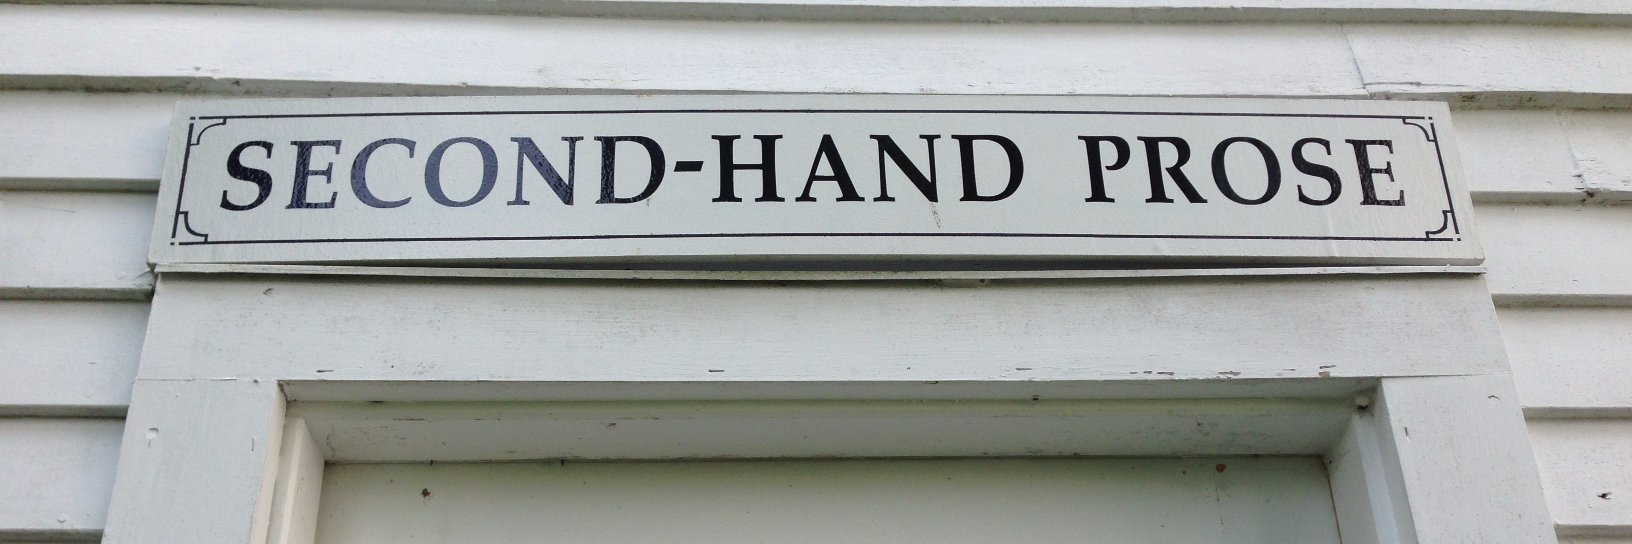 SECOND-HAND PROSE